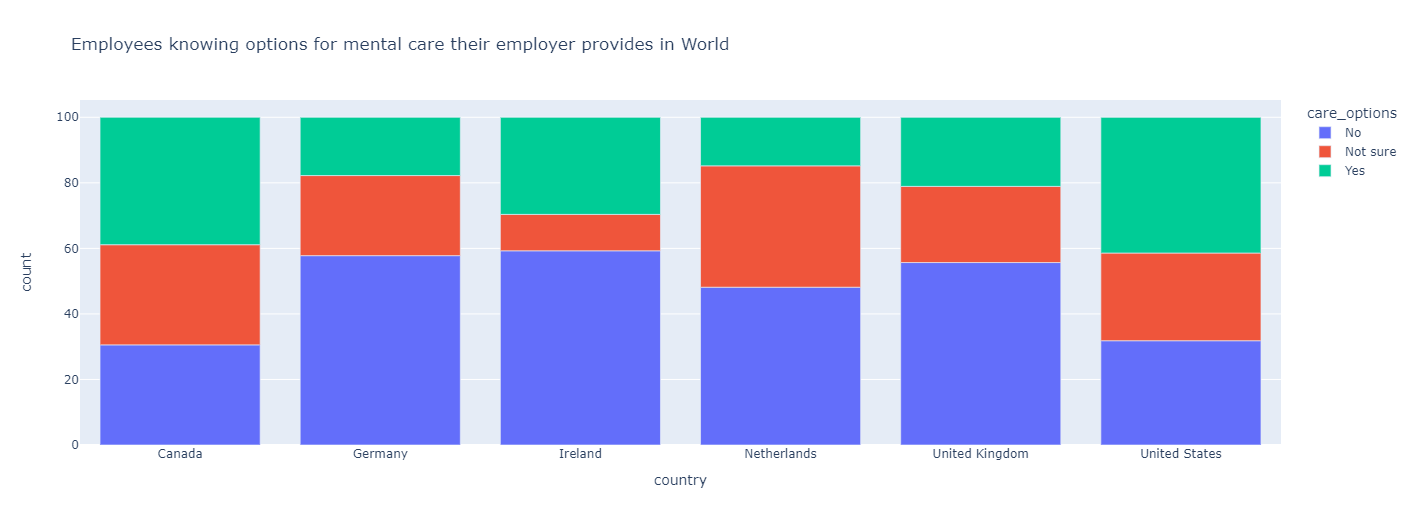 Employees knowing options for mental care their employer provides in World
care_options
No
Not sure
Yes
100
80
60
40
20
0
count
Canada
Germany
Ireland
Netherlands
United Kingdom
United States
country